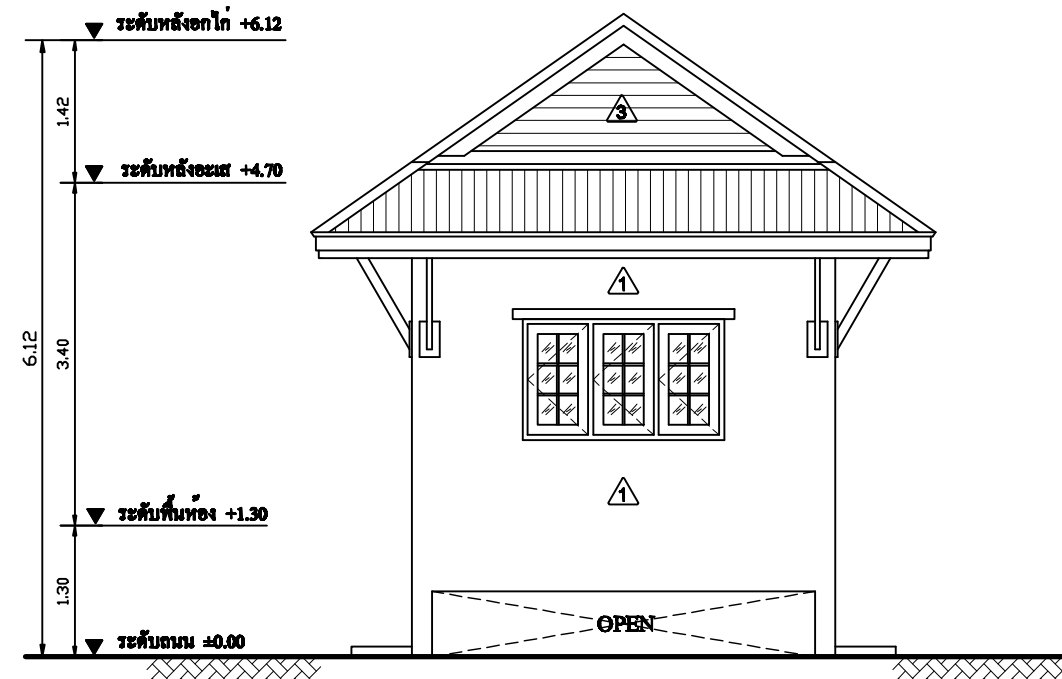 ระดับหลังอกไก่ +6.12
1.42
3
ระดับหลังอะเส +4.70
1
6.12
3.40
1
ระดับพื้นห้อง +1.30
1.30
OPEN
ระดับถนน ±0.00